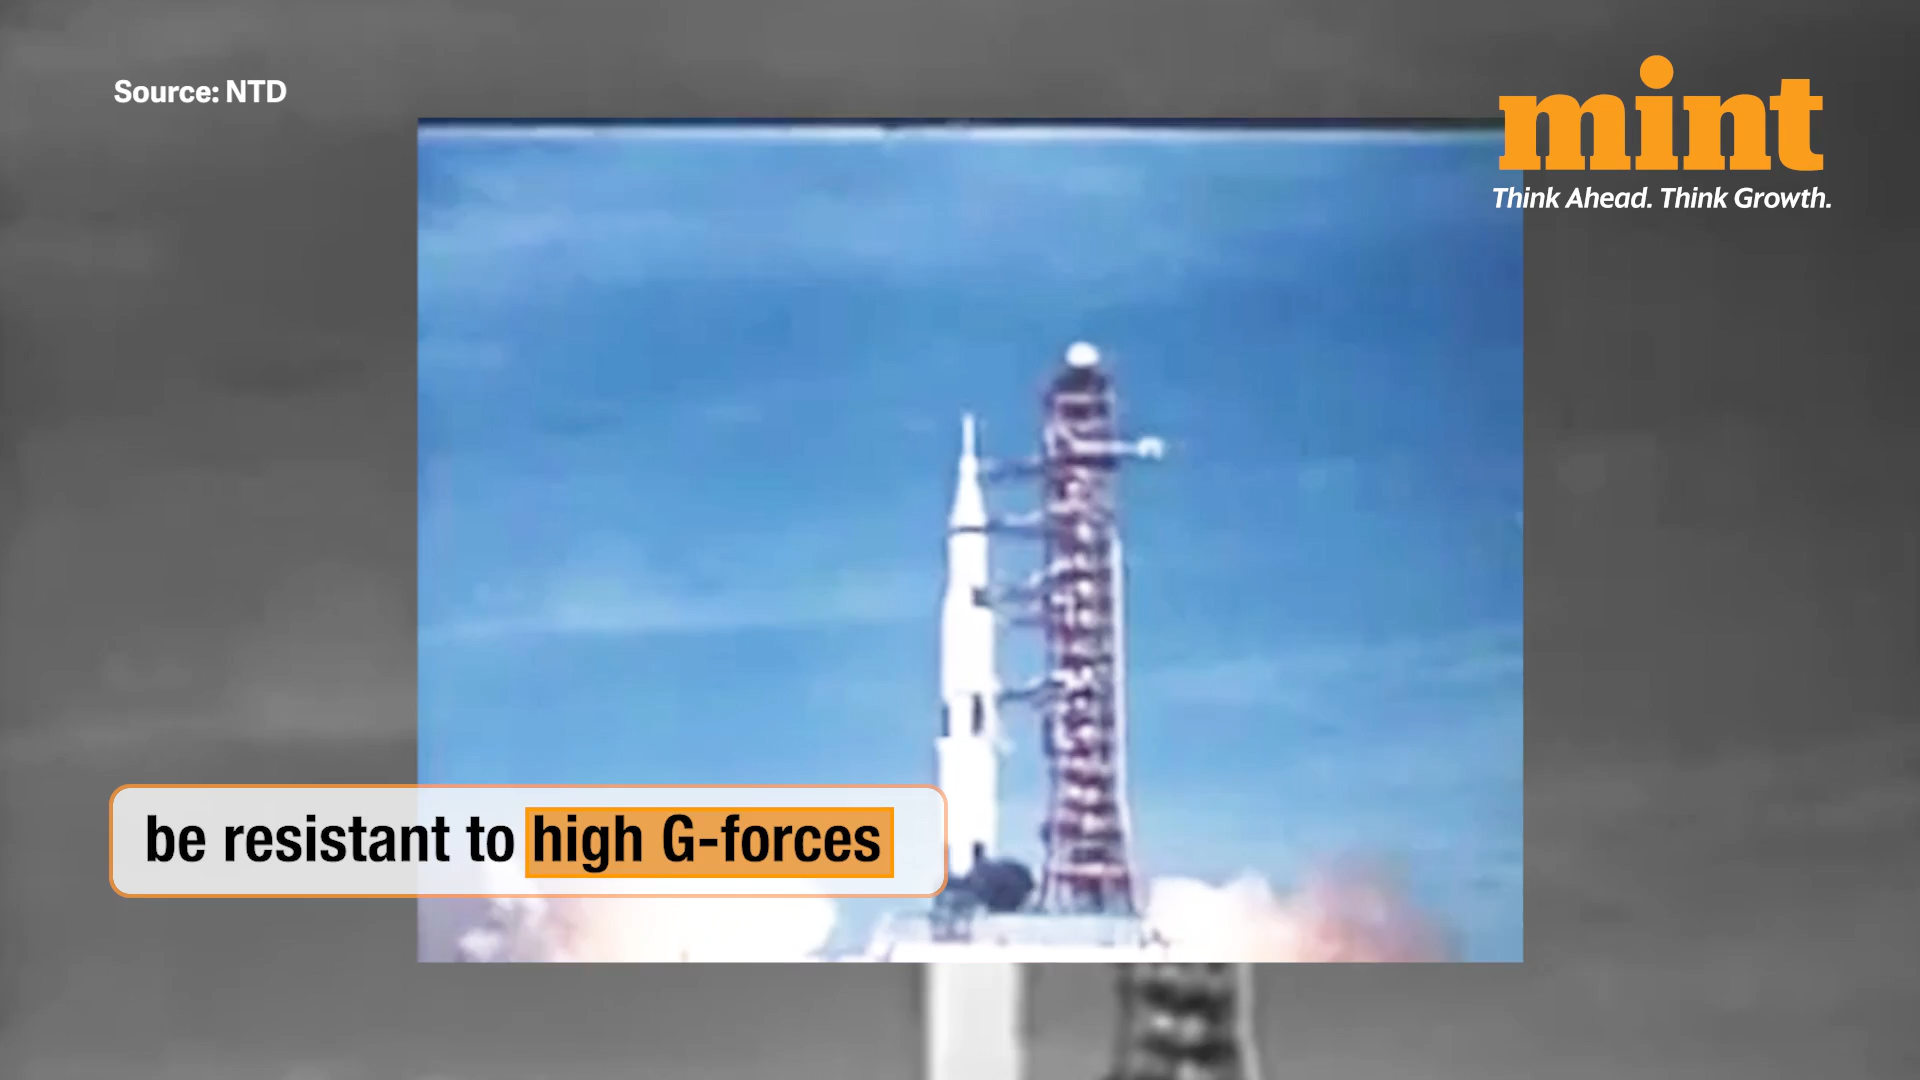 Source: NTD
mint
Think Ahead. Think Growth.
be resistant to high G-forces